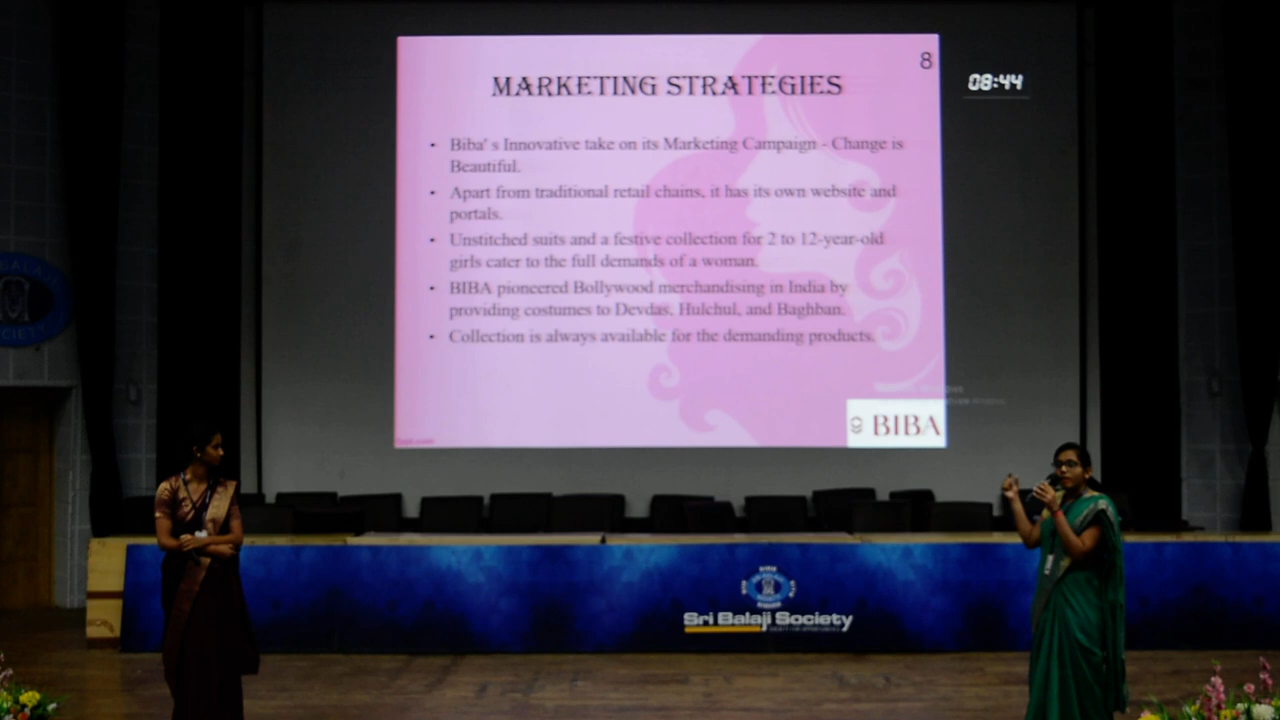 8
MARKETING STRATEGIES
08:44
• Biba' s Innovative take on its Marketing Campaign - Change is
Beautiful.
• Apart from traditional retail chains, it has its own website and
portals.
• Unstitched suits and a festive collection for 2 to 12-year-old
girls cater to the full demands of a woman.
• BIBA pioneered Bollywood merchandising in India by
providing costumes to Devdas, Hulchul, and Baghban.
• Collection is always available for the demanding products.
BIBA
Sri Balaji Society